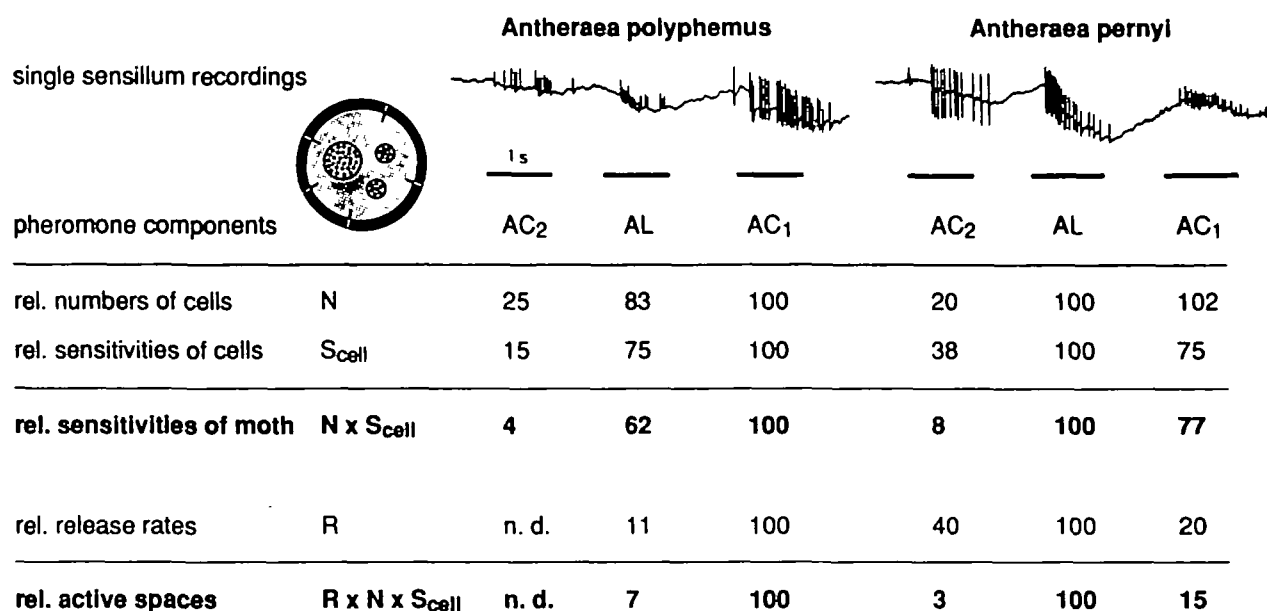 Antheraea polyphemus Antheraea pernyi
single sensillum recordings
1 s
pheromone components AC2 AL AC1 AC2 AL AC1
rel. numbers of cells N 25 83 100 20 100 102
rel. sensitivities of cells Scell 15 75 100 38 100 75
rel. sensitivities of moth N x Scell 4 62 100 8 100 77
rel. release rates R n. d. 11 100 40 100 20
rel. active spaces R x N x Scell n. d. 7 100 3 100 15